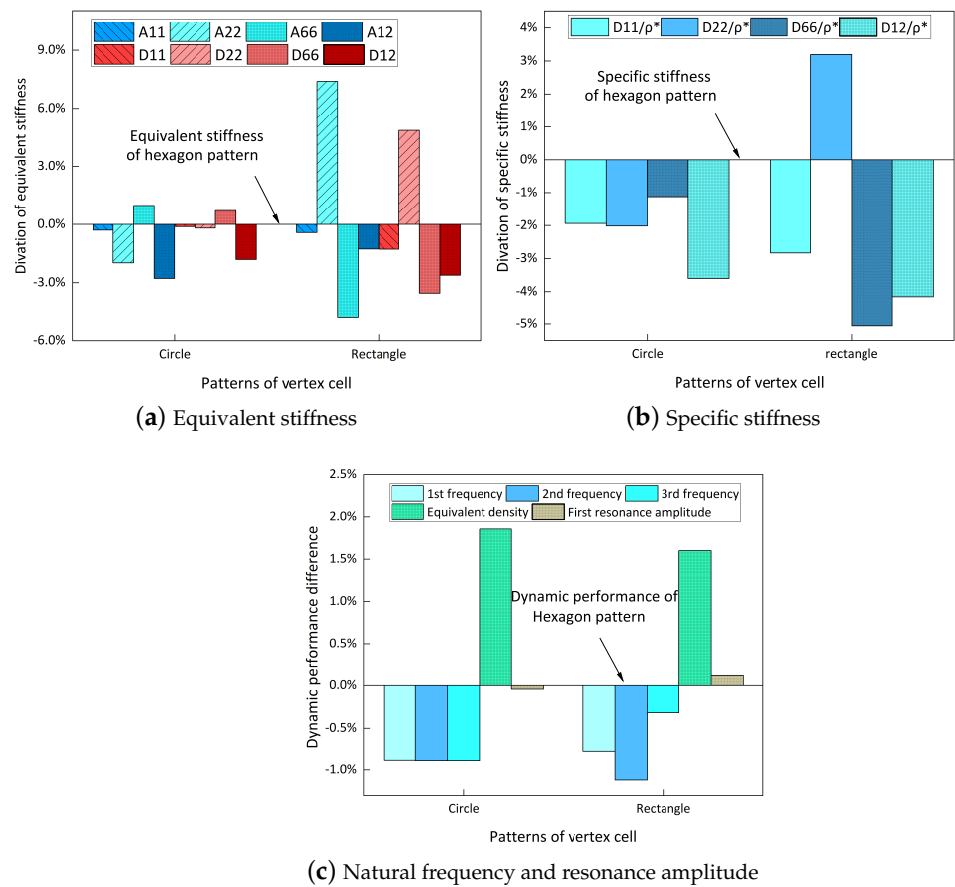 A11 A22 A66 A12
D11 D22 D66 D12
9.0%
6.0%
3.0%
0.0%
-3.0%
-6.0%
Divation of equivalent stiffness
Equivalent stiffness
of hexagon pattern
Circle Rectangle
Patterns of vertex cell
(a) Equivalent stiffness
D11/ρ* D22/ρ* D66/ρ* D12/ρ*
4%
3%
2%
1%
0%
-1%
-2%
-3%
-4%
-5%
Divation of specific stiffness
Specific stiffness
of hexagon pattern
Circle rectangle
Patterns of vertex cell
(b) Specific stiffness
1st frequency 2nd frequency 3rd frequency
Equivalent density First resonance amplitude
2.5%
2.0%
1.5%
1.0%
0.5%
0.0%
-0.5%
-1.0%
Dynamic performance difference
Dynamic performance of
Hexagon pattern
Circle Rectangle
Patterns of vertex cell
(c) Natural frequency and resonance amplitude